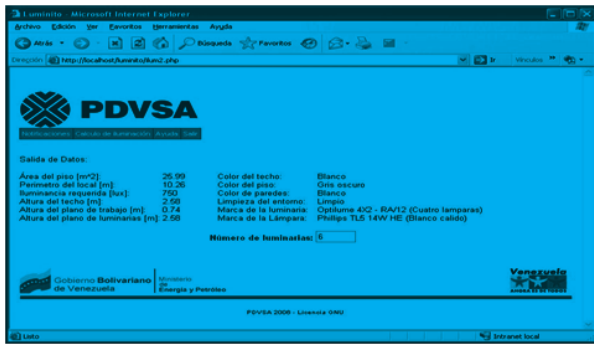 Luminito - Microsoft Internet Explorer
Archivo Edición Ver Favoritos Herramientas Ayuda
Atrás Búsqueda Favoritos
Dirección http://localhost/luminito/ilum2.php Ir Vínculos
PDVSA
Notificaciones Calculo de iluminación Ayuda Salir
Salida de Datos:
Área del piso [m^2]: 25.99 Color del techo: Blanco
Perimetro del local [m]: 10.26 Color del piso: Gris oscuro
Iluminancia requerida [lux]: 750 Color de paredes: Blanco
Altura del techo [m]: 2.58 Limpieza del entorno: Limpio
Altura del plano de trabajo [m]: 0.74 Marca de la luminaria: Optilume 4X2 - RA/12 (Cuatro lamparas)
Altura del plano de luminarias [m]: 2.58 Marca de la Lámpara: Phillips TL5 14W HE (Blanco calido)
Número de luminarias: 6
Gobierno Bolivariano de Venezuela
Ministerio de Energía y Petróleo
Venezuela
AHORA ES DE TODOS
PDVSA 2006 - Licencia GNU
Listo Intranet local